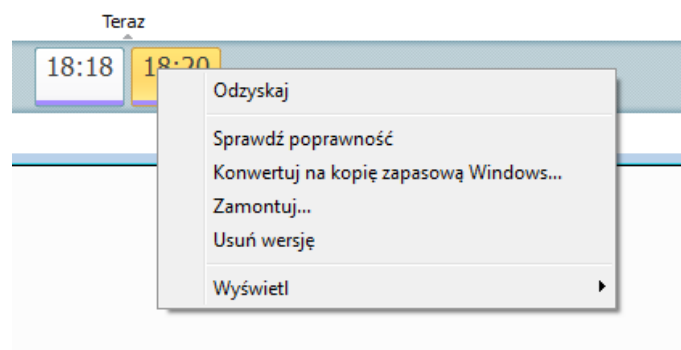 Teraz
18:18
18:20
Odzyskaj
Sprawdź poprawność
Konwertuj na kopię zapasową Windows...
Zamontuj...
Usuń wersję
Wyświetl